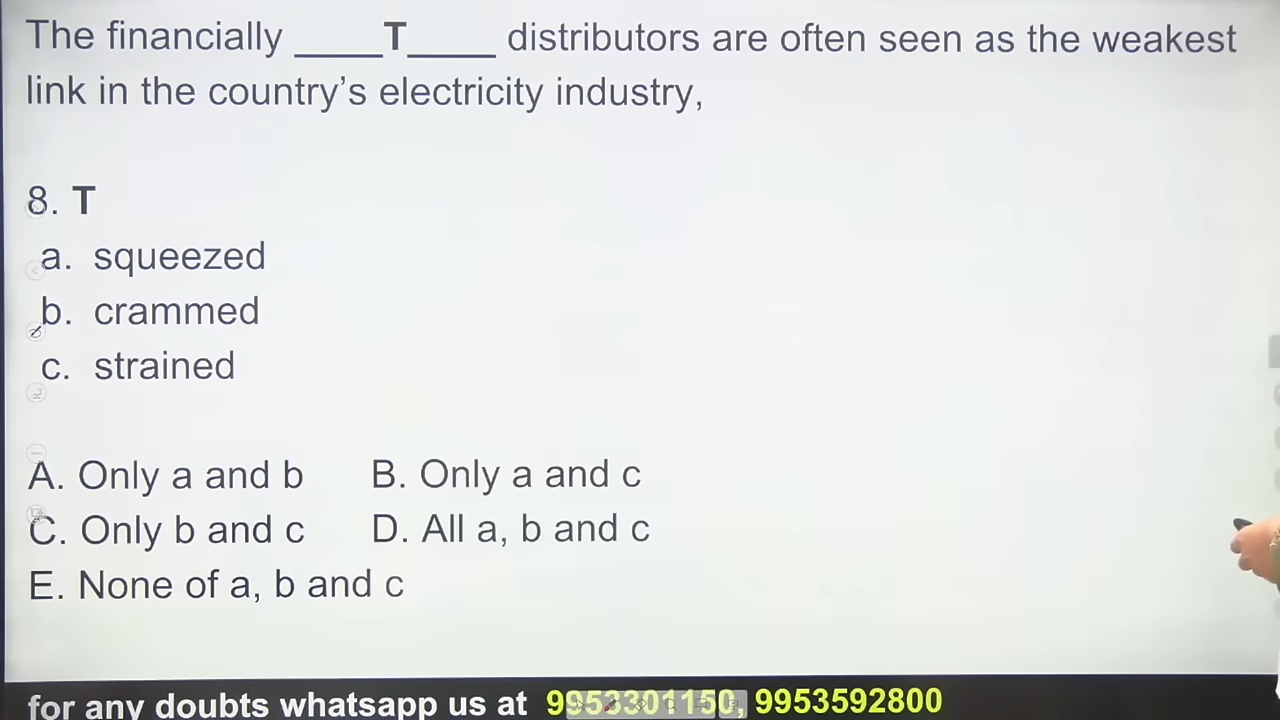 The financially ____T____ distributors are often seen as the weakest
link in the country’s electricity industry,
8. T
a. squeezed
b. crammed
c. strained
A. Only a and b B. Only a and c
C. Only b and c D. All a, b and c
E. None of a, b and c
for any doubts whatsapp us at 9953301150, 9953592800